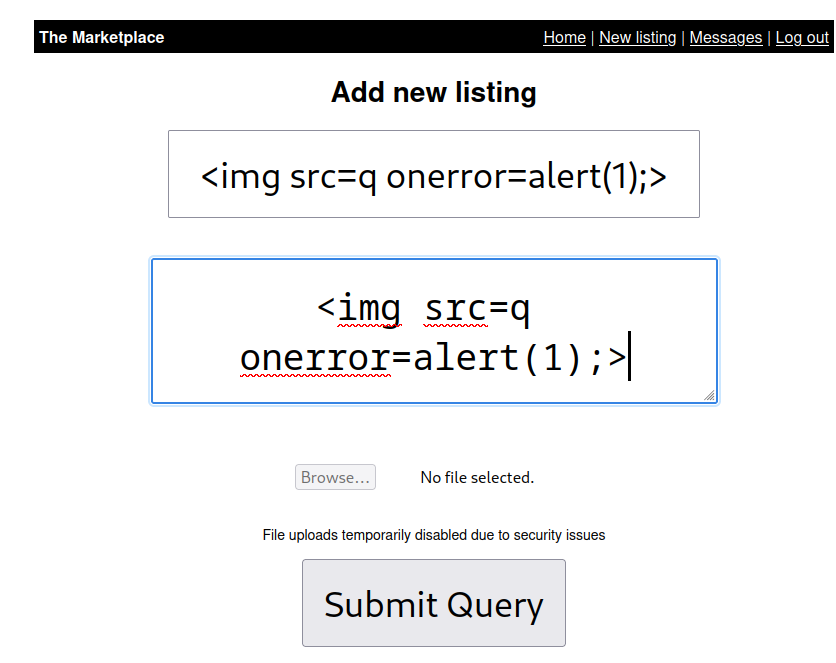 The Marketplace Home | New listing | Messages | Log out
Add new listing
<img src=q onerror=alert(1);>
<img src=q
onerror=alert(1);>
Browse... No file selected.
File uploads temporarily disabled due to security issues
Submit Query